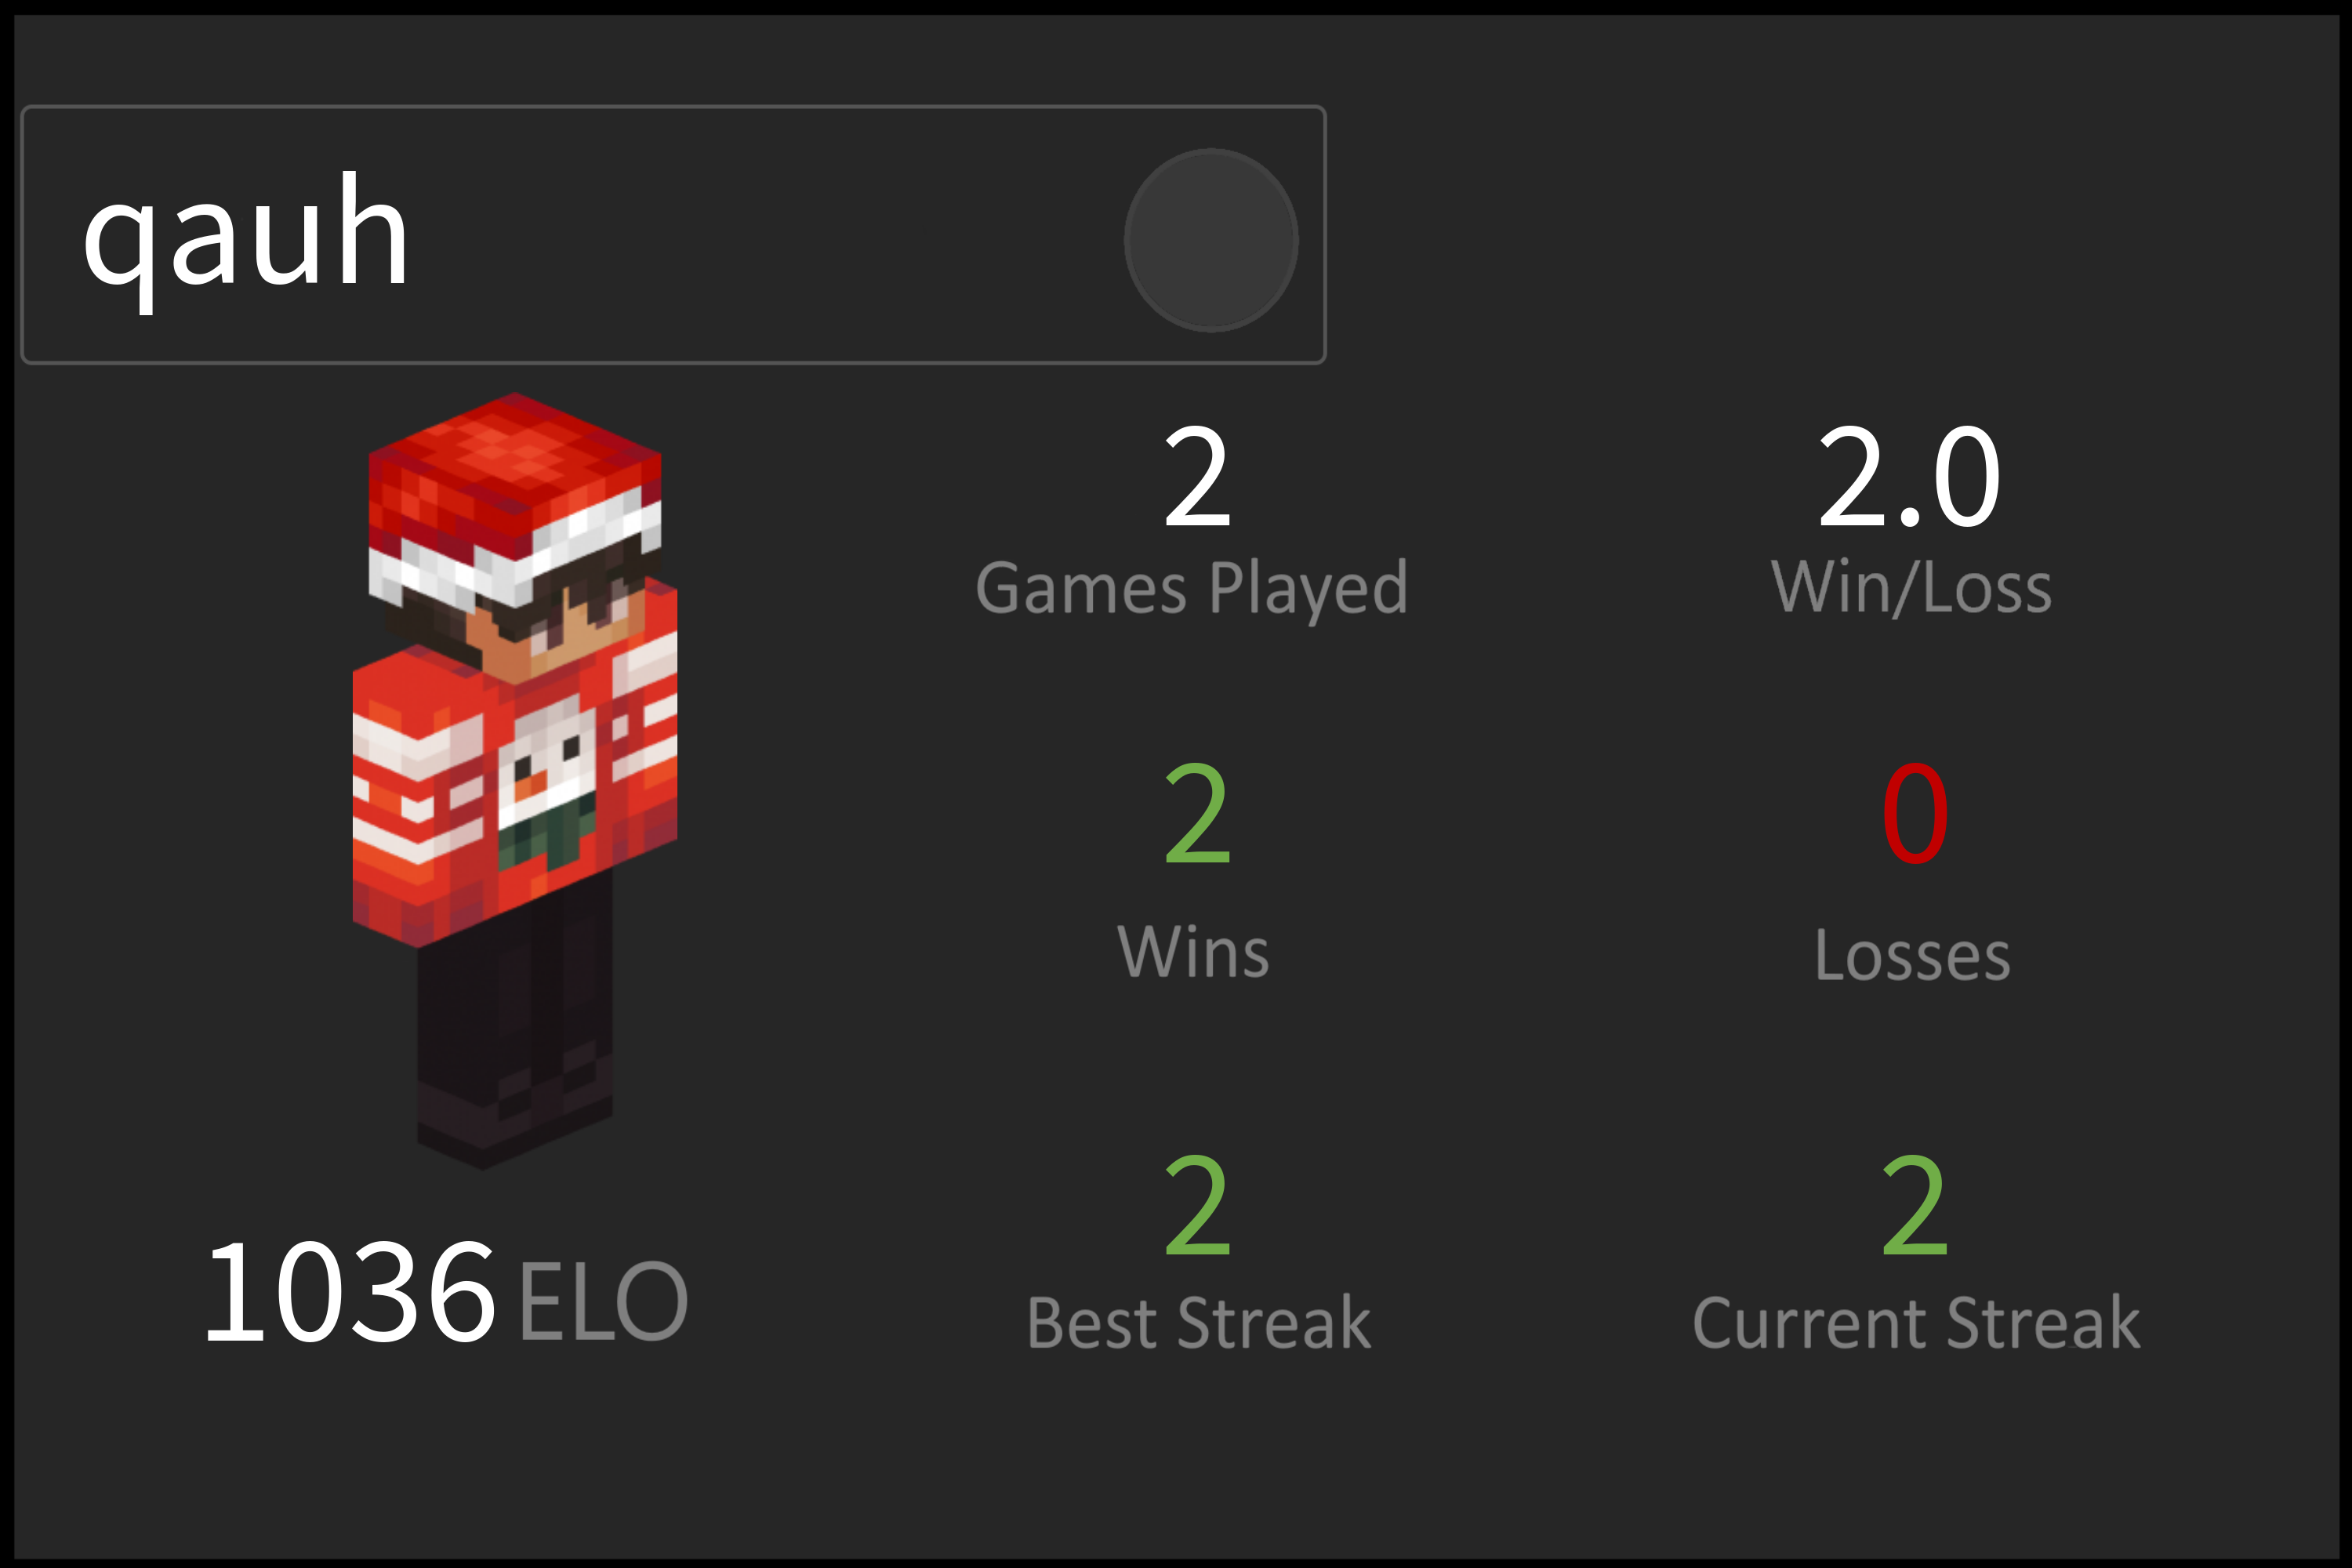 qauh
2
2.0
Games Played
Win/Loss
2
0
Wins
Losses
2
2
1036 ELO
Best Streak
Current Streak